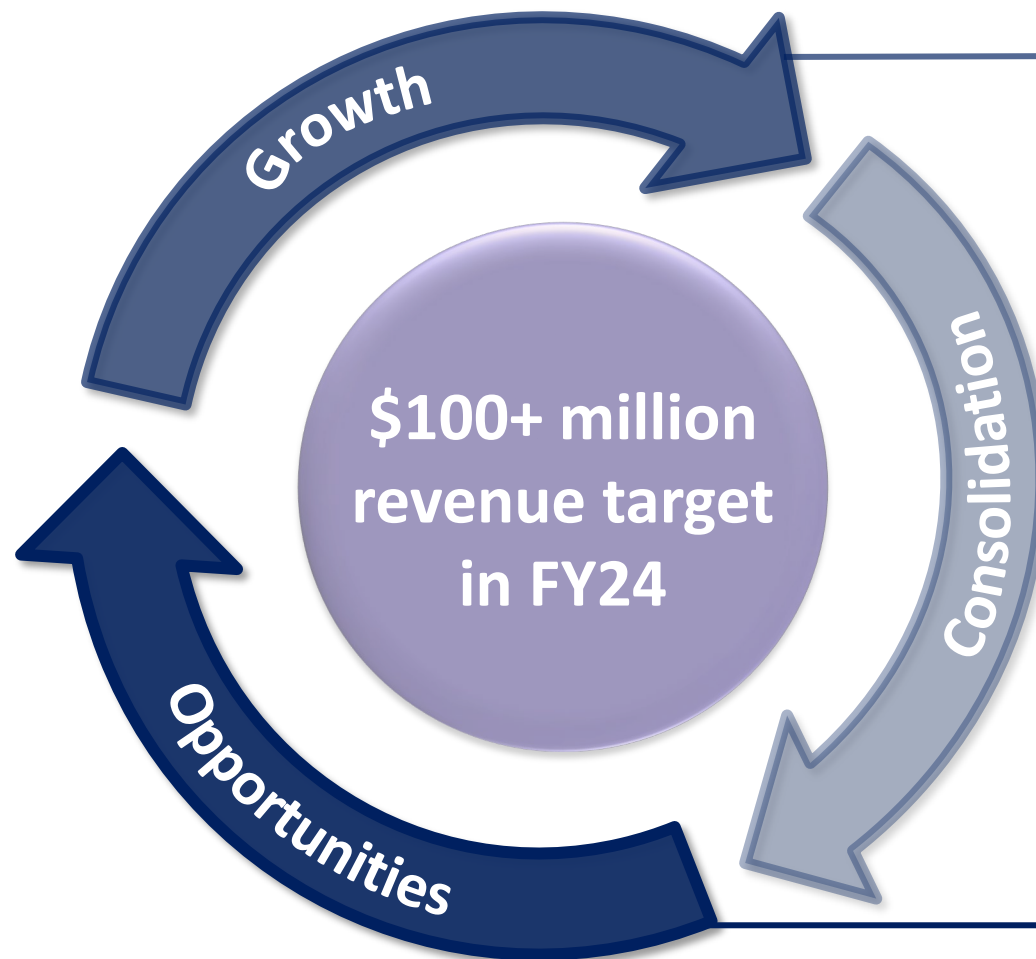 Growth
Consolidation
$100+ million
revenue target
in FY24
Opportunities